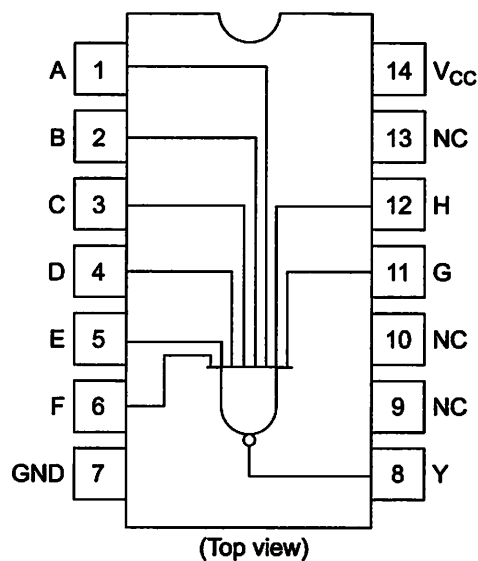 A 1 14 VCC
B 2 13 NC
C 3 12 H
D 4 11 G
E 5 10 NC
F 6 9 NC
GND 7 8 Y
(Top view)